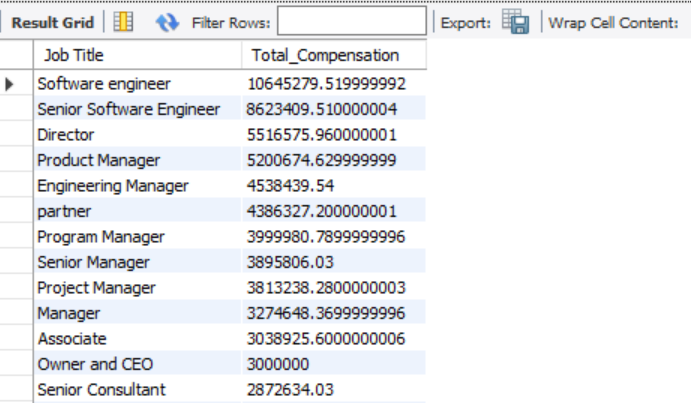 Result Grid Filter Rows: Export: Wrap Cell Content:
Job Title Total_Compensation
Software engineer 10645279.519999992
Senior Software Engineer 8623409.510000004
Director 5516575.960000001
Product Manager 5200674.629999999
Engineering Manager 4538439.54
partner 4386327.200000001
Program Manager 3999980.7899999996
Senior Manager 3895806.03
Project Manager 3813238.2800000003
Manager 3274648.3699999996
Associate 3038925.6000000006
Owner and CEO 3000000
Senior Consultant 2872634.03